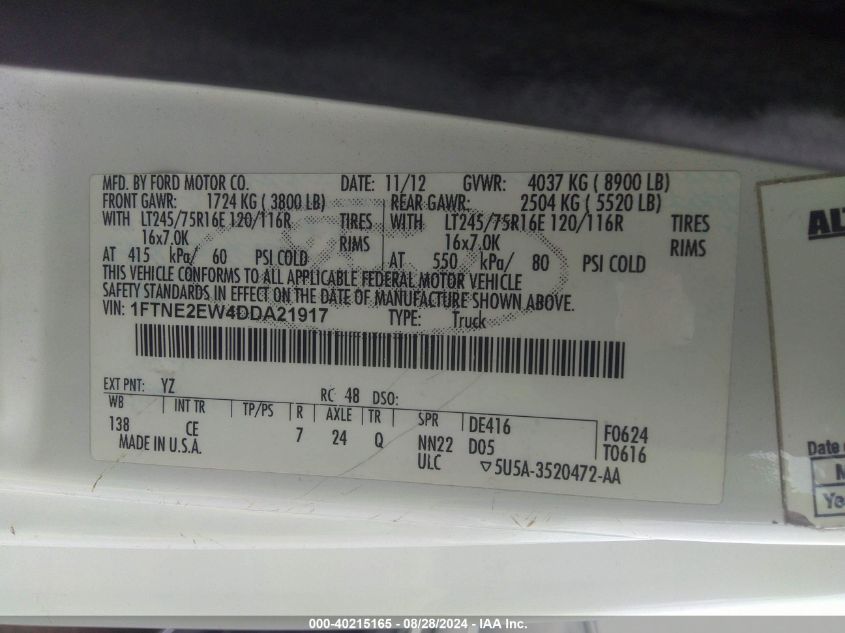 MFD. BY FORD MOTOR CO. DATE: 11/12 GVWR: 4037 KG ( 8900 LB)
FRONT GAWR: 1724 KG ( 3800 LB) REAR GAWR: 2504 KG ( 5520 LB)
WITH LT245/75R16E 120/116R TIRES WITH LT245/75R16E 120/116R TIRES
16x7.0K RIMS 16x7.0K RIMS
AT 415 kPa/ 60 PSI COLD AT 550 kPa/ 80 PSI COLD
THIS VEHICLE CONFORMS TO ALL APPLICABLE FEDERAL MOTOR VEHICLE
SAFETY STANDARDS IN EFFECT ON THE DATE OF MANUFACTURE SHOWN ABOVE.
VIN: 1FTNE2EW4DDA21917 TYPE: Truck
EXT PNT: YZ RC 48 DSO:
WB INT TR TP/PS R AXLE TR SPR DE416 F0624
138 CE 7 24 Q NN22 D05 T0616
MADE IN U.S.A. ULC ▽5U5A-3520472-AA
Date
000-40215165 - 08/28/2024 - IAA Inc.